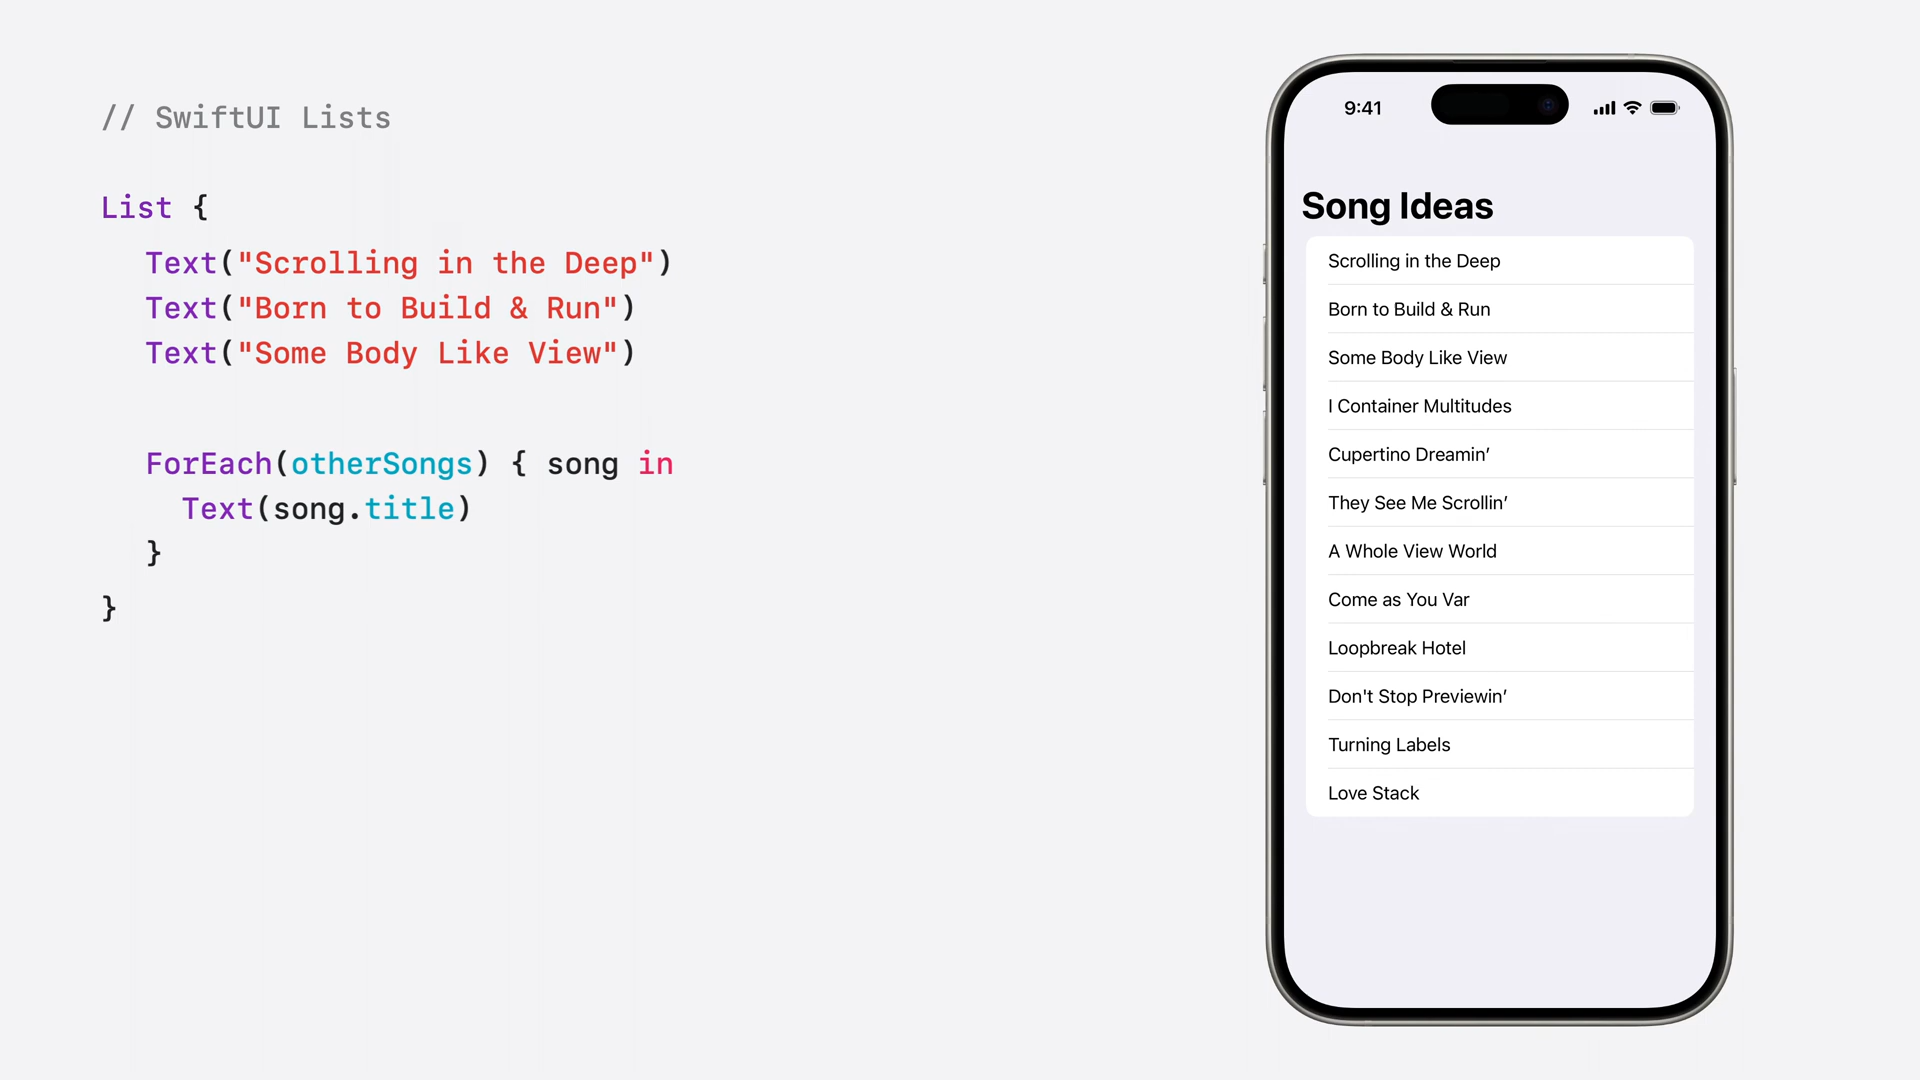 // SwiftUI Lists
List {
Text("Scrolling in the Deep")
Text("Born to Build & Run")
Text("Some Body Like View")
ForEach(otherSongs) { song in
Text(song.title)
}
}
9:41
Song Ideas
Scrolling in the Deep
Born to Build & Run
Some Body Like View
I Container Multitudes
Cupertino Dreamin’
They See Me Scrollin’
A Whole View World
Come as You Var
Loopbreak Hotel
Don't Stop Previewin’
Turning Labels
Love Stack